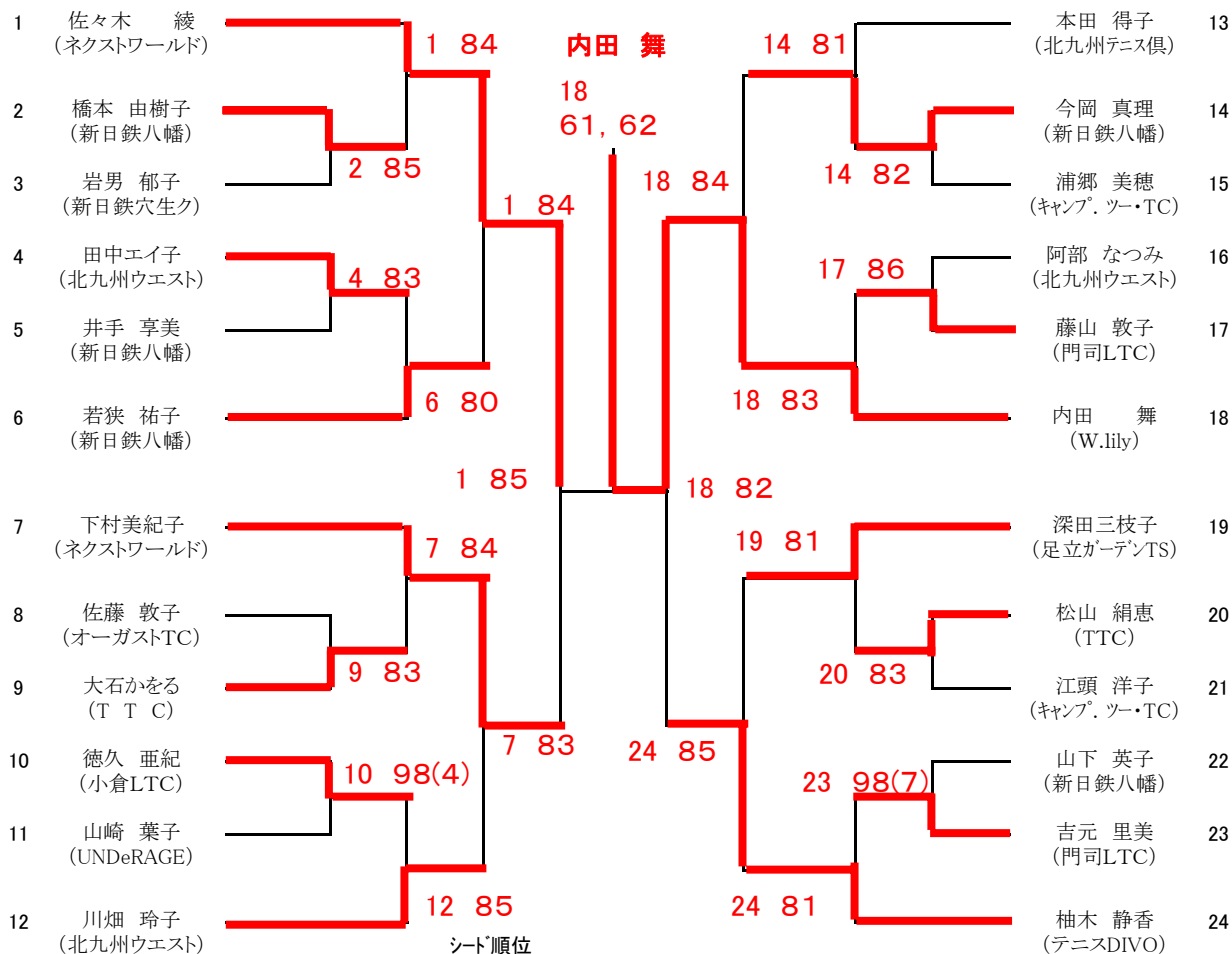 1 佐々木 綾
(ネクストワールド)
2 橋本 由樹子
(新日鉄八幡)
3 岩男 郁子
(新日鉄穴生ク)
4 田中エイ子
(北九州ウエスト)
5 井手 享美
(新日鉄八幡)
6 若狭 祐子
(新日鉄八幡)
7 下村美紀子
(ネクストワールド)
8 佐藤 敦子
(オーガストTC)
9 大石かをる
(T T C)
10 徳久 亜紀
(小倉LTC)
11 山崎 葉子
(UNDeRAGE)
12 川畑 玲子
(北九州ウエスト)
1 84
2 85
4 83
6 80
7 84
9 83
10 98(4)
12 85
1 84
7 83
1 85
内田 舞
18
61, 62
18 82
18 84
24 85
14 81
14 82
17 86
18 83
19 81
20 83
23 98(7)
24 81
シード順位
本田 得子 13
(北九州テニス倶)
今岡 真理 14
(新日鉄八幡)
浦郷 美穂 15
(キャンプ.ツー・TC)
阿部 なつみ 16
(北九州ウエスト)
藤山 敦子 17
(門司LTC)
内田 舞 18
(W.lily)
深田三枝子 19
(足立ガーデンTS)
松山 絹恵 20
(TTC)
江頭 洋子 21
(キャンプ.ツー・TC)
山下 英子 22
(新日鉄八幡)
吉元 里美 23
(門司LTC)
柚木 静香 24
(テニスDIVO)